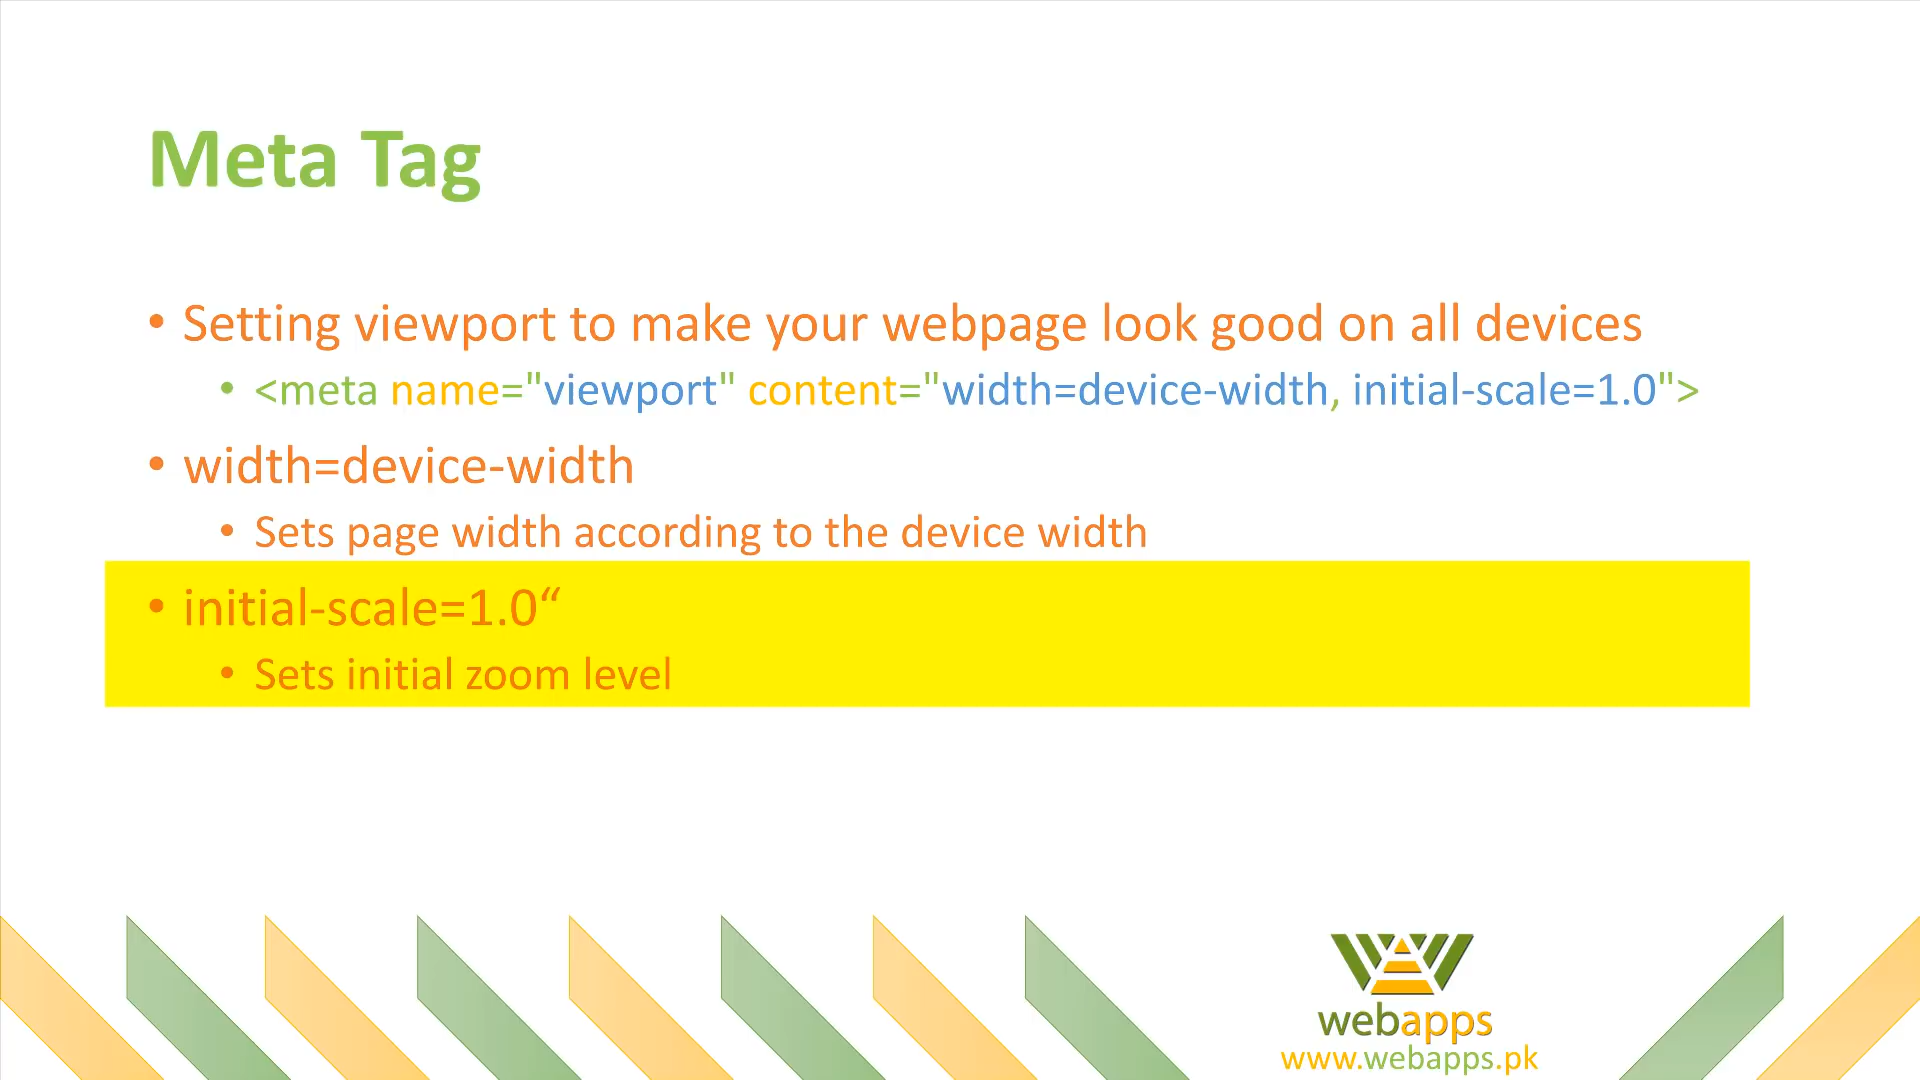 Meta Tag
• Setting viewport to make your webpage look good on all devices
• <meta name="viewport" content="width=device-width, initial-scale=1.0">
• width=device-width
• Sets page width according to the device width
• initial-scale=1.0“
• Sets initial zoom level
webapps
www.webapps.pk